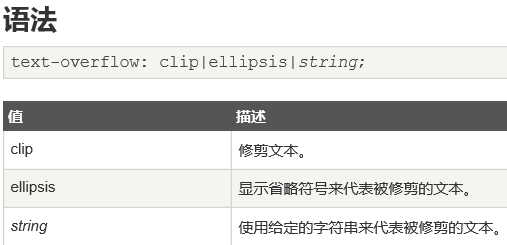 语法
text-overflow: clip|ellipsis|string;
值 描述
clip 修剪文本。
ellipsis 显示省略符号来代表被修剪的文本。
string 使用给定的字符串来代表被修剪的文本。